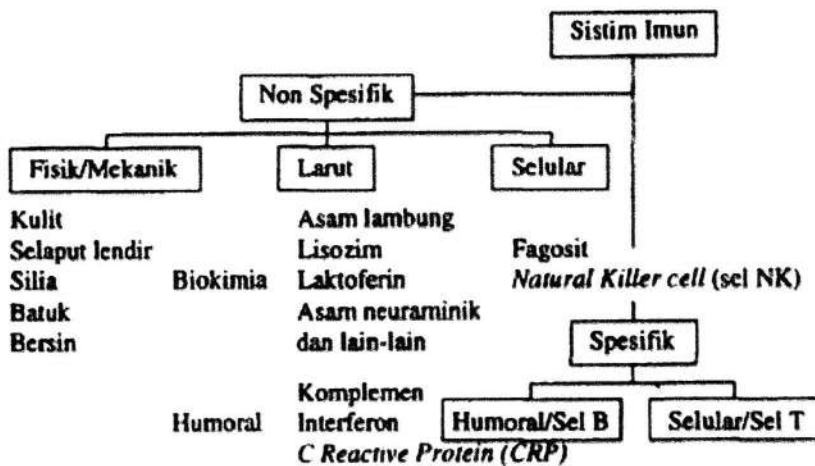 Sistim Imun
Non Spesifik
Fisik/Mekanik
Larut
Selular
Kulit
Selaput lendir
Silia
Batuk
Bersin
Biokimia
Asam lambung
Lisozim
Laktoferin
Asam neuraminik
dan lain-lain
Humoral
Komplemen
Interferon
C Reactive Protein (CRP)
Fagosit
Natural Killer cell (sel NK)
Spesifik
Humoral/Sel B
Selular/Sel T